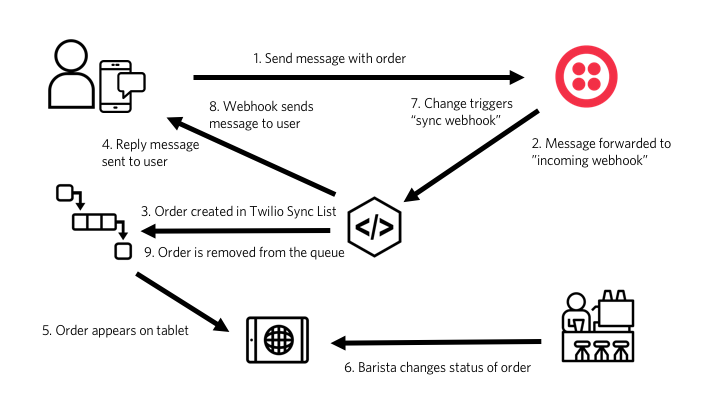 1. Send message with order
8. Webhook sends
message to user
7. Change triggers
“sync webhook”
4. Reply message
sent to user
2. Message forwarded to
"incoming webhook"
3. Order created in Twilio Sync List
</>
9. Order is removed from the queue
5. Order appears on tablet
6. Barista changes status of order